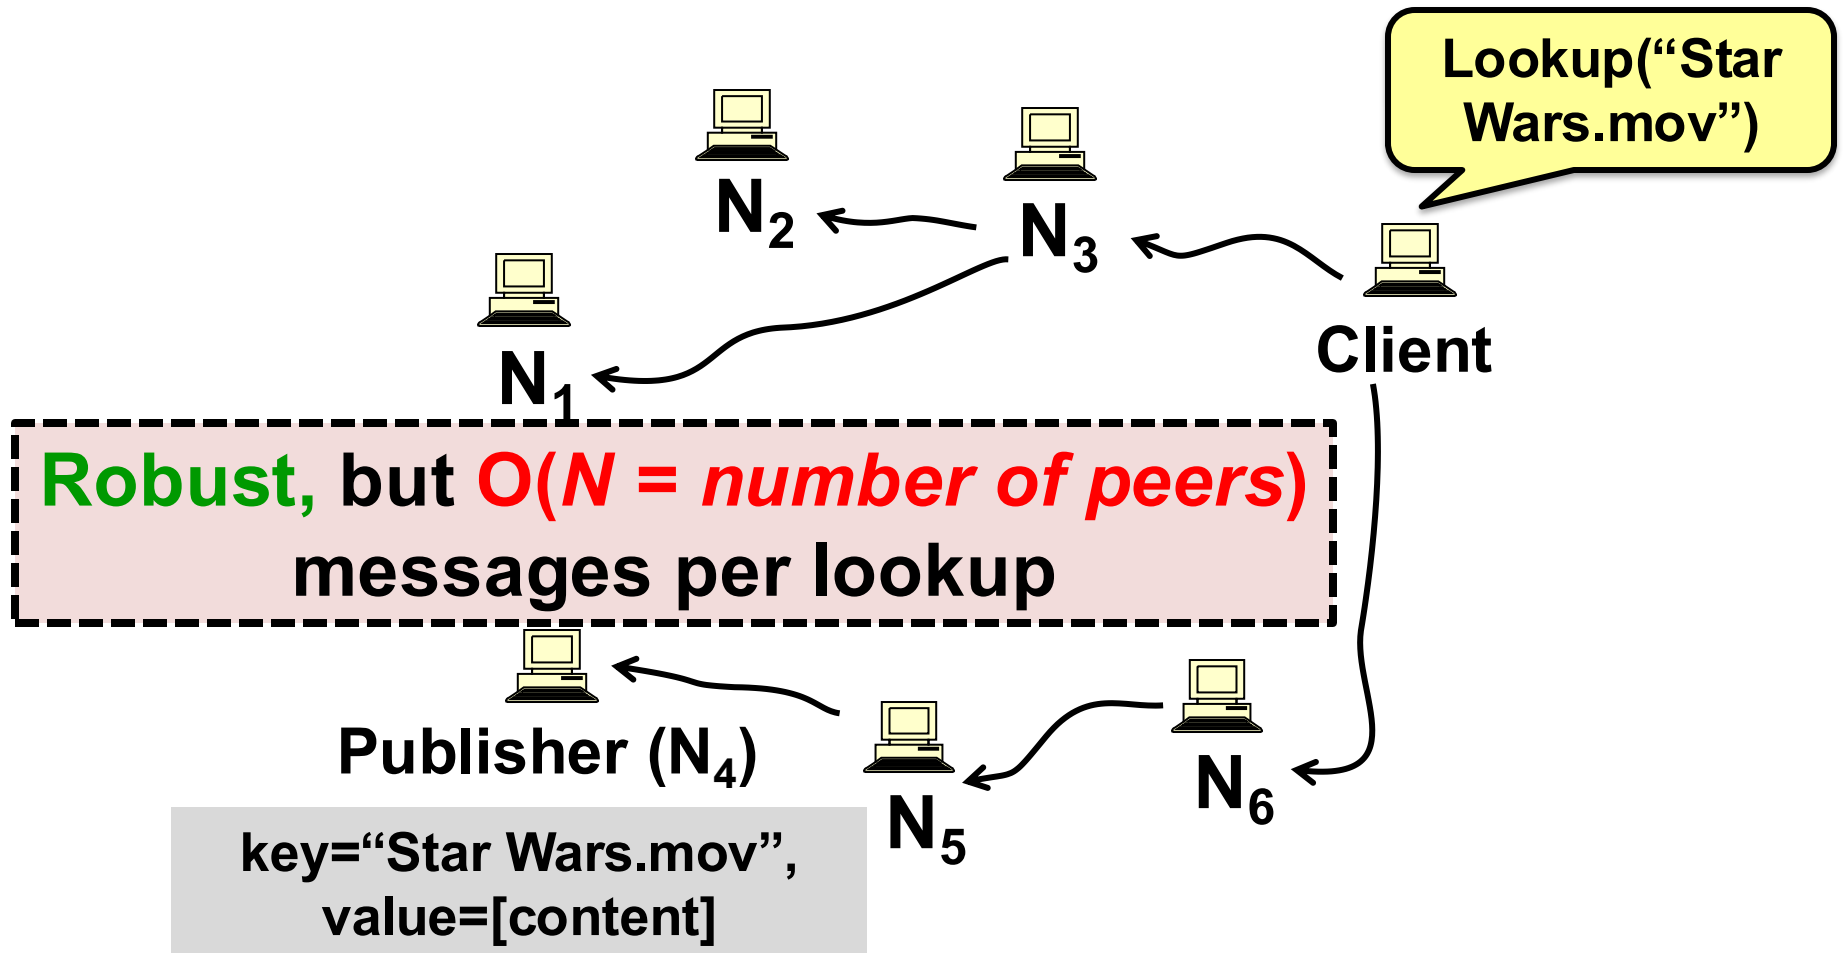 Lookup(“Star
Wars.mov”)
N2
N3
N1
Client
Robust, but O(N = number of peers)
messages per lookup
Publisher (N4)
N5
N6
key=“Star Wars.mov”,
value=[content]